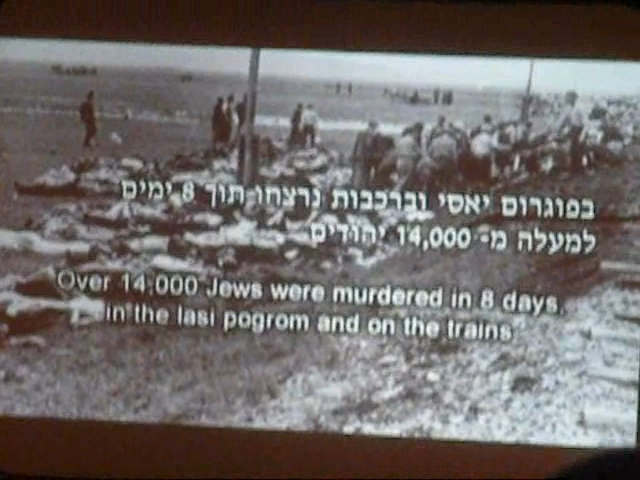 בפוגרום יאסי וברכבות נרצחו תוך 8 ימים
למעלה מ- 14,000 יהודים
Over 14,000 Jews were murdered in 8 days,
in the Iasi pogrom and on the trains